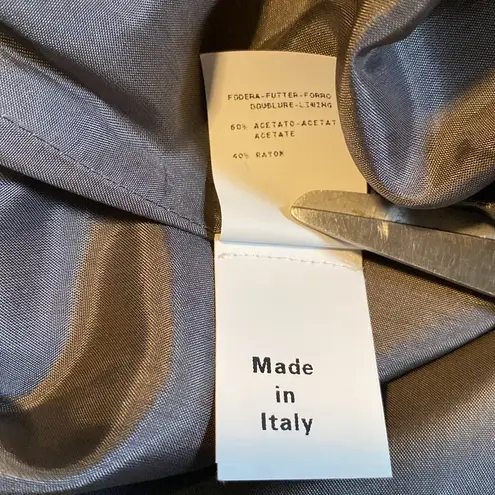 FODERA-FUTTER-FORRO
DOUBLURE-LINING
60% ACETATO-ACETAT
ACETATE
40% RAYON
Made
in
Italy